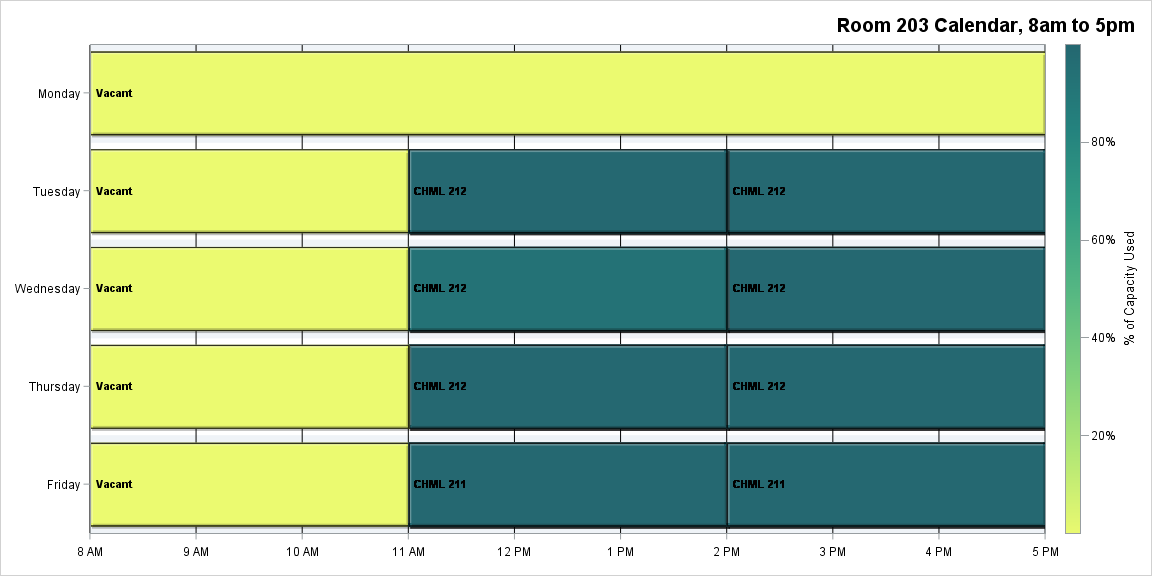 Room 203 Calendar, 8am to 5pm
Monday
Vacant
Tuesday
Vacant
CHML 212
CHML 212
Wednesday
Vacant
CHML 212
CHML 212
Thursday
Vacant
CHML 212
CHML 212
Friday
Vacant
CHML 211
CHML 211
8 AM
9 AM
10 AM
11 AM
12 PM
1 PM
2 PM
3 PM
4 PM
5 PM
80%
60%
40%
20%
% of Capacity Used